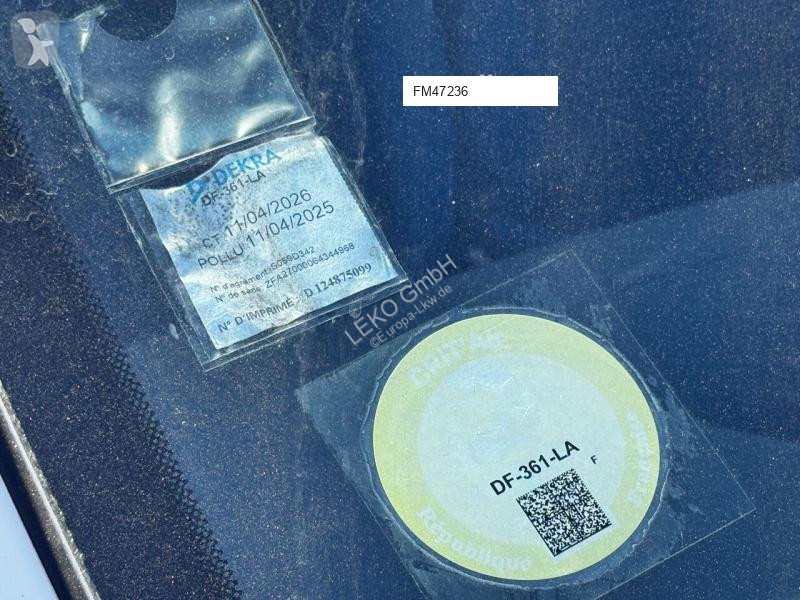 FM47236
DEKRA
DF-361-LA
CT 11/04/2026
POLLU 11/04/2025
N° d'agrément: S059D342
N° de série: ZFA27000064344968
N° D'IMPRIMÉ : D 124875099
LEKO GmbH
©Europa-Lkw.de
CRIT'Air
DF-361-LA
F
République
Française